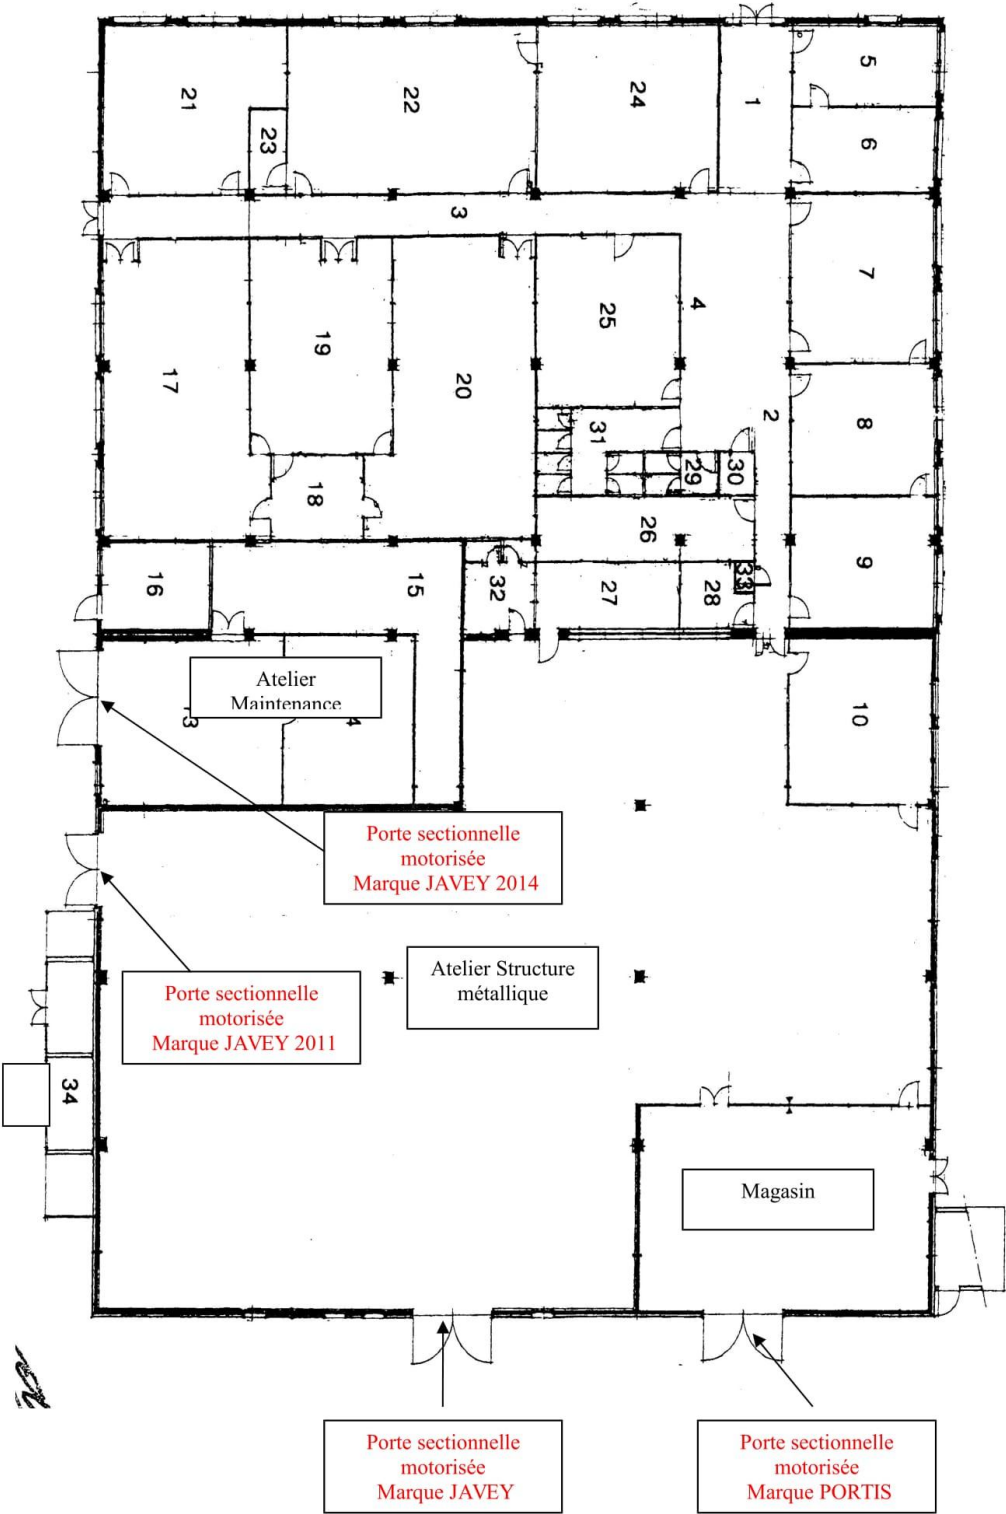 5
24
22
21
1
23
6
3
7
4
25
19
17
20
2
8
31
29
30
18
26
9
16
15
32
27
28
33
Atelier
Maintenance
10
Porte sectionnelle
motorisée
Marque JAVEY 2014
Atelier Structure
métallique
Porte sectionnelle
motorisée
Marque JAVEY 2011
34
Magasin
Porte sectionnelle
motorisée
Marque JAVEY
Porte sectionnelle
motorisée
Marque PORTIS